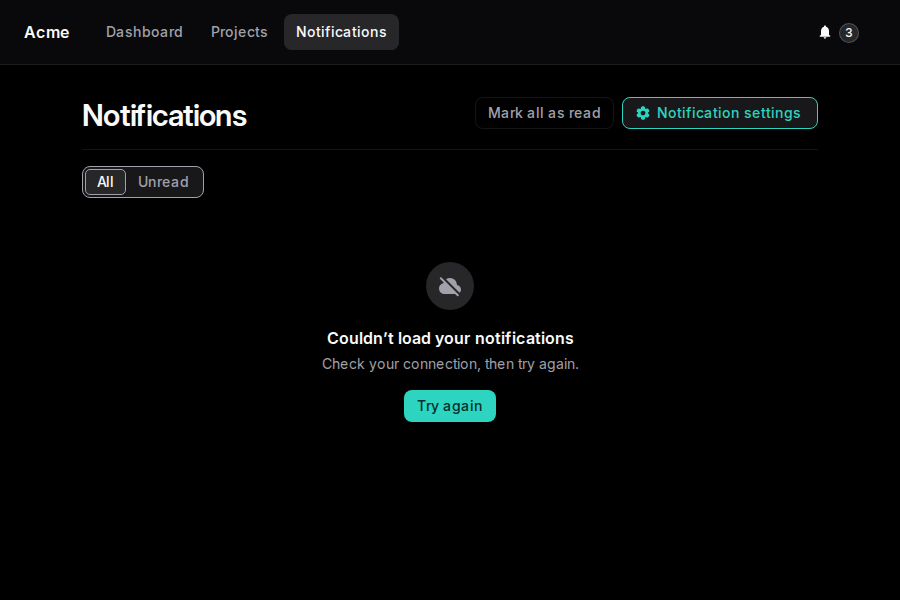 Acme Dashboard Projects Notifications 3
Notifications Mark all as read Notification settings
All Unread
Couldn’t load your notifications
Check your connection, then try again.
Try again